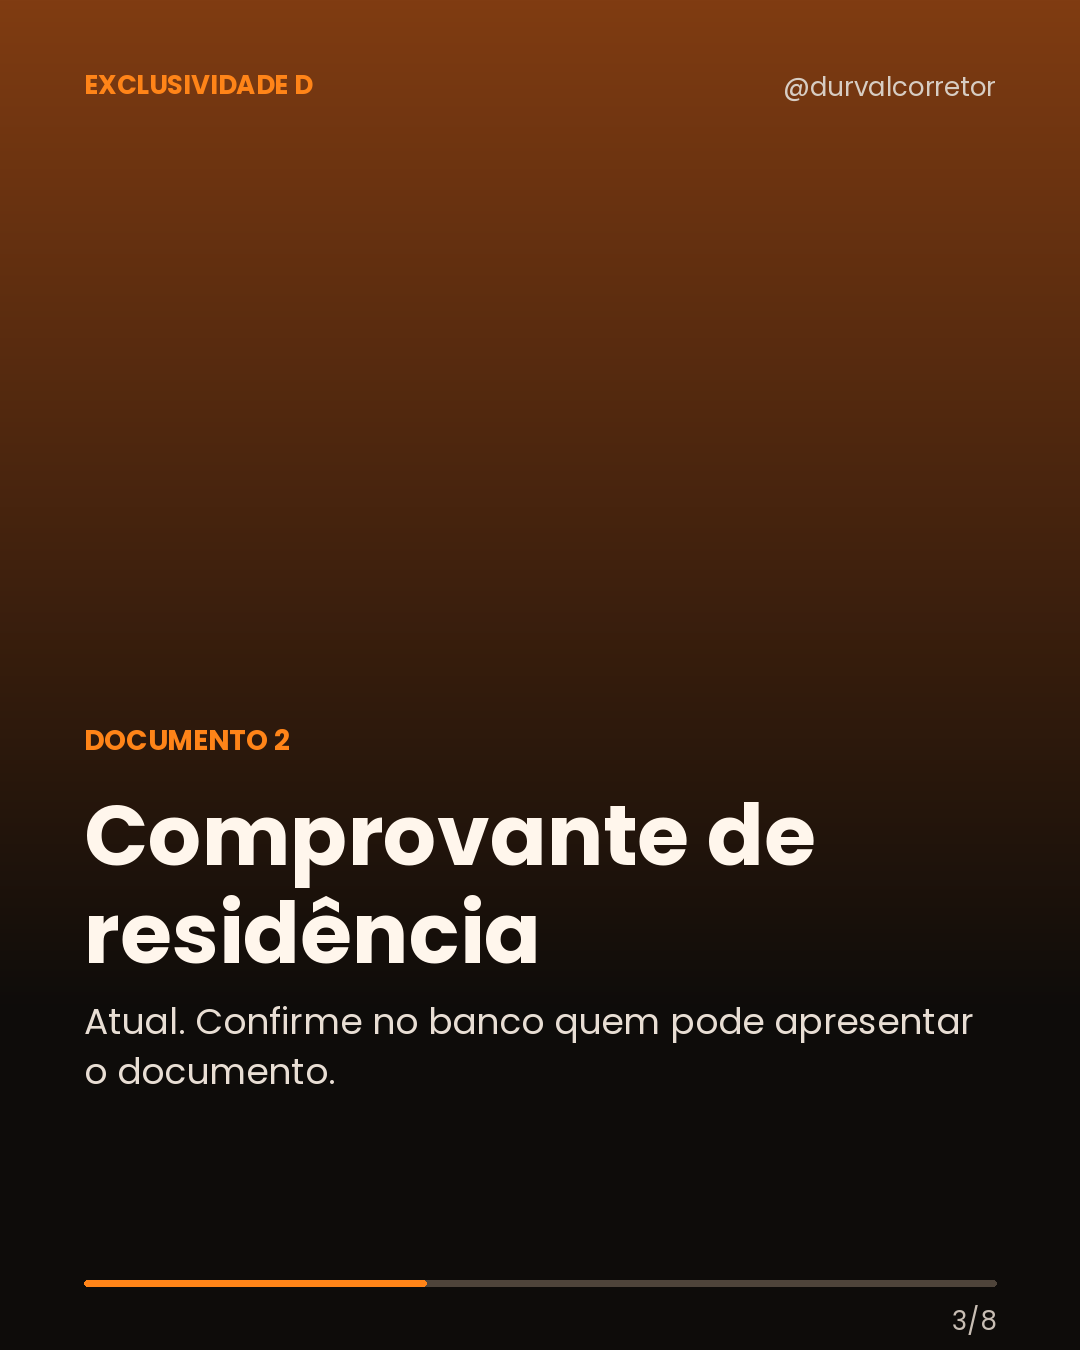 EXCLUSIVIDADE D
@durvalcorretor
DOCUMENTO 2
Comprovante de
residência
Atual. Confirme no banco quem pode apresentar
o documento.
3/8